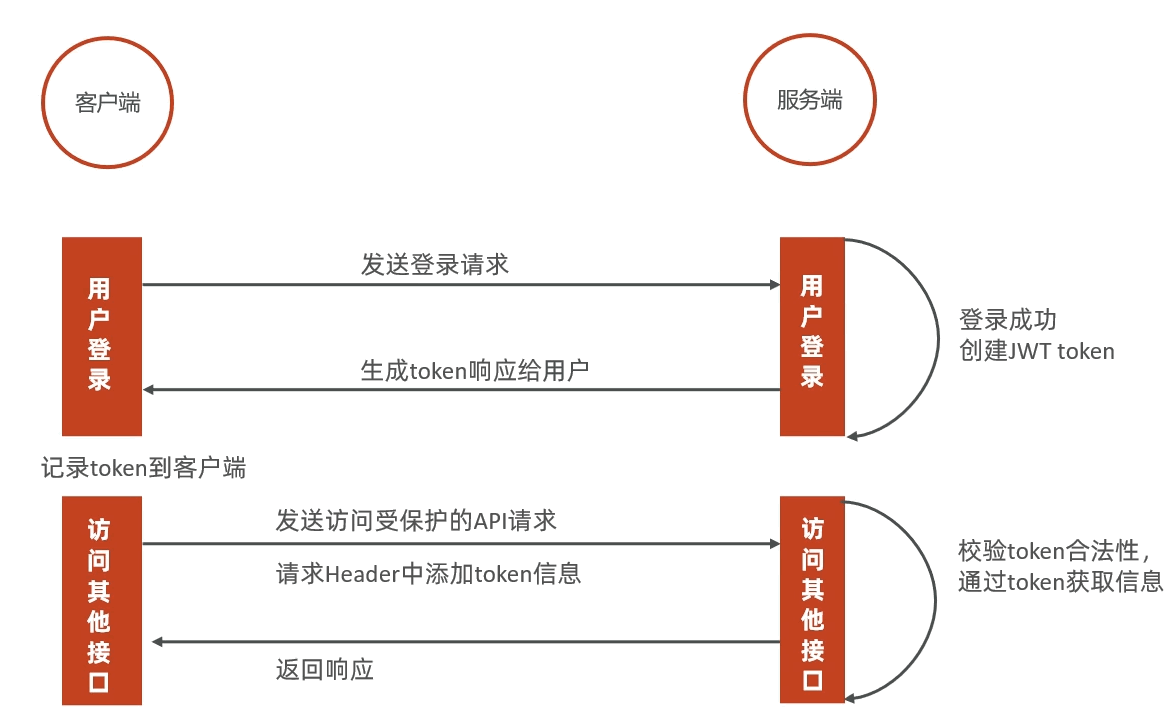 客户端
服务端
用户登录
发送登录请求
生成token响应给用户
用户登录
登录成功
创建JWT token
记录token到客户端
访问其他接口
发送访问受保护的API请求
请求Header中添加token信息
返回响应
访问其他接口
校验token合法性，
通过token获取信息